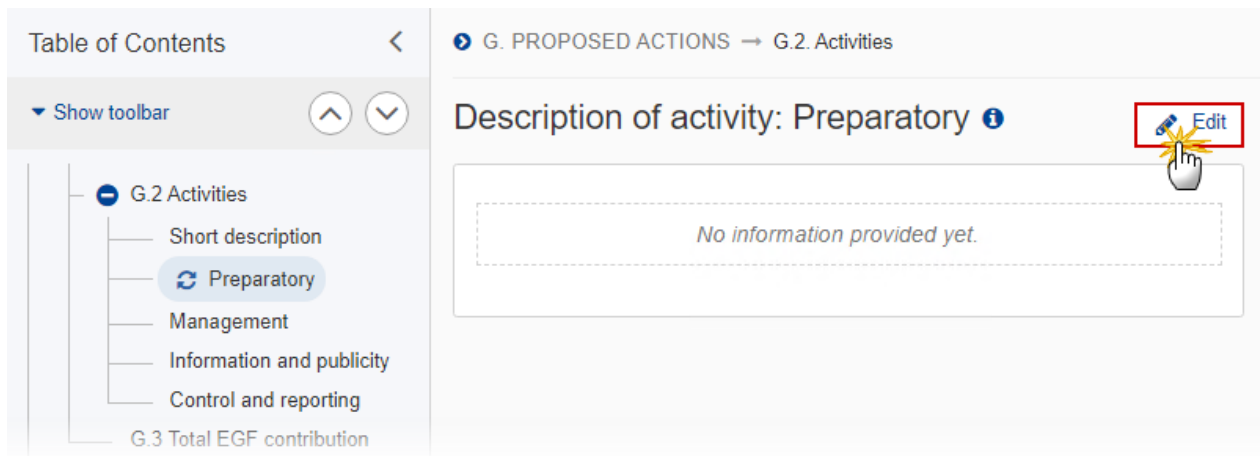 Table of Contents
Show toolbar
G.2 Activities
Short description
Preparatory
Management
Information and publicity
Control and reporting
G.3 Total EGF contribution
G. PROPOSED ACTIONS → G.2. Activities
Description of activity: Preparatory
Edit
No information provided yet.